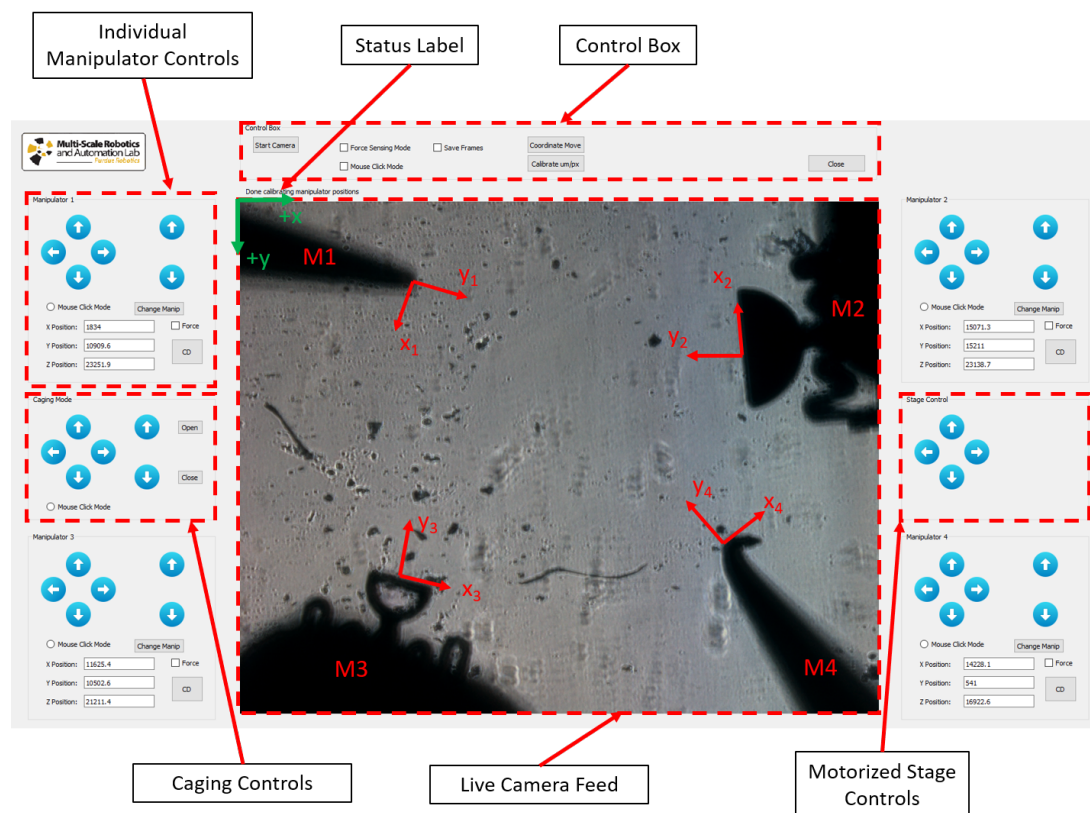 Individual
Manipulator Controls
Status Label
Control Box
Multi-Scale Robotics
and Automation Lab
Purdue Robotics
Control Box
Start Camera
Force Sensing Mode
Save Frames
Coordinate Move
Mouse Click Mode
Calibrate um/px
Close
Done calibrating manipulator positions
Manipulator 1
Mouse Click Mode
Change Manip
X Position: 1834
Force
Y Position: 10909.6
CD
Z Position: 23251.9
Caging Mode
Open
Close
Mouse Click Mode
Manipulator 3
Mouse Click Mode
Change Manip
X Position: 11625.4
Force
Y Position: 10502.6
CD
Z Position: 21211.4
+x
+y
M1
y1
x1
x2
y2
M2
y3
x3
M3
y4
x4
M4
Manipulator 2
Mouse Click Mode
Change Manip
X Position: 15071.3
Force
Y Position: 15211
CD
Z Position: 23138.7
Stage Control
Manipulator 4
Mouse Click Mode
Change Manip
X Position: 14228.1
Force
Y Position: 541
CD
Z Position: 16922.6
Caging Controls
Live Camera Feed
Motorized Stage
Controls